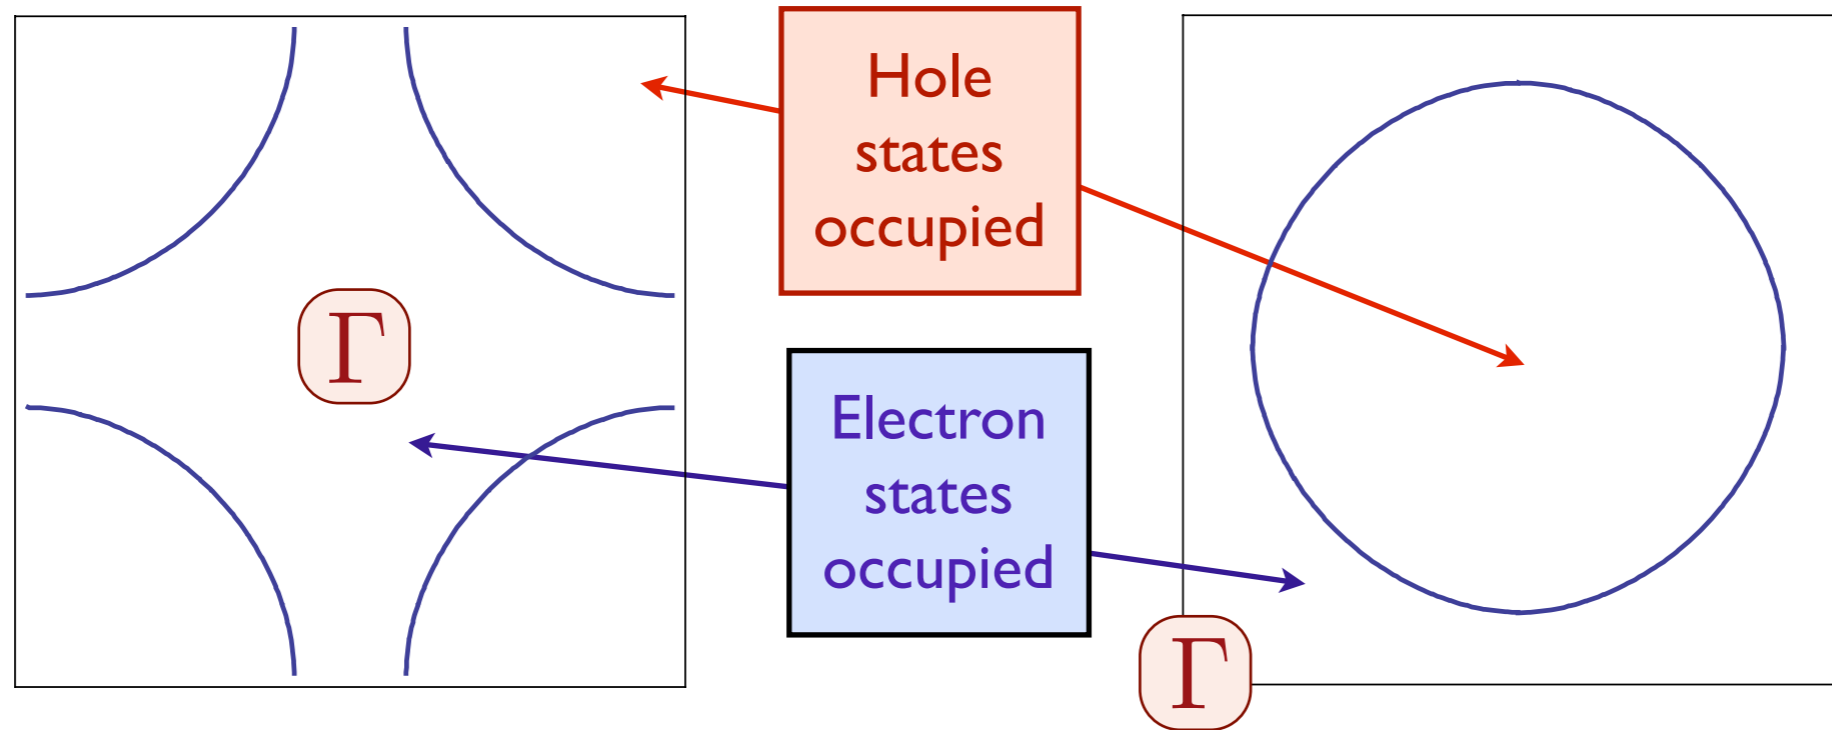 Hole
states
occupied
Γ
Electron
states
occupied
Γ